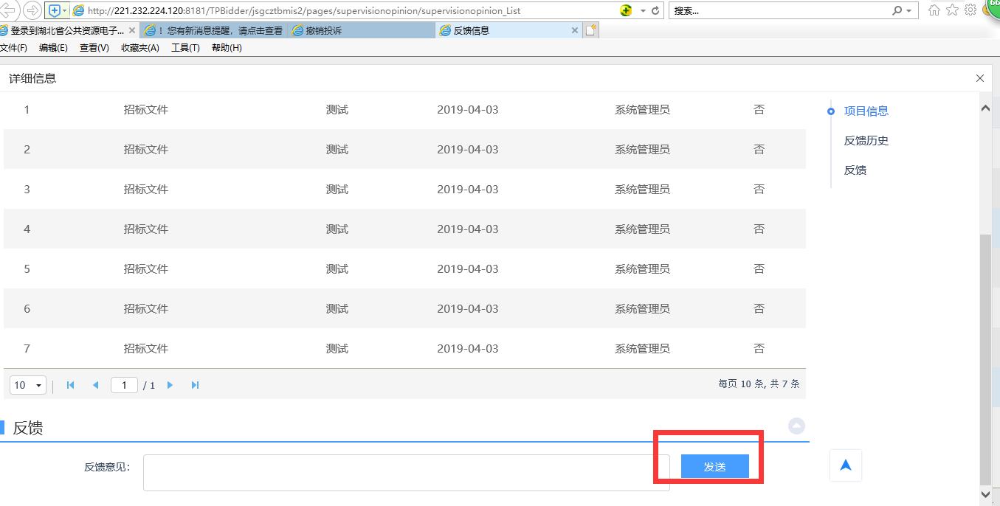 66
http://221.232.224.120:8181/TPBidder/jsgcztbmis2/pages/supervisionopinion/supervisionopinion_List
搜索...
登录到湖北省公共资源电子...
！您有新消息提醒，请点击查看
撤销投诉
反馈信息
文件(F) 编辑(E) 查看(V) 收藏夹(A) 工具(T) 帮助(H)
详细信息
1 招标文件 测试 2019-04-03 系统管理员 否
2 招标文件 测试 2019-04-03 系统管理员 否
3 招标文件 测试 2019-04-03 系统管理员 否
4 招标文件 测试 2019-04-03 系统管理员 否
5 招标文件 测试 2019-04-03 系统管理员 否
6 招标文件 测试 2019-04-03 系统管理员 否
7 招标文件 测试 2019-04-03 系统管理员 否
项目信息
反馈历史
反馈
10 1 / 1 每页 10 条, 共 7 条
反馈
反馈意见：
发送